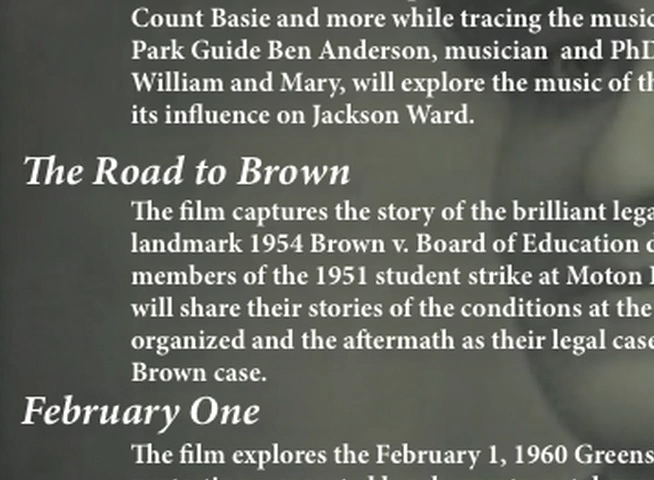 Count Basie and more while tracing the music
Park Guide Ben Anderson, musician and PhD
William and Mary, will explore the music of th
its influence on Jackson Ward.
The Road to Brown
The film captures the story of the brilliant lega
landmark 1954 Brown v. Board of Education d
members of the 1951 student strike at Moton
will share their stories of the conditions at the
organized and the aftermath as their legal case
Brown case.
February One
The film explores the February 1, 1960 Greens